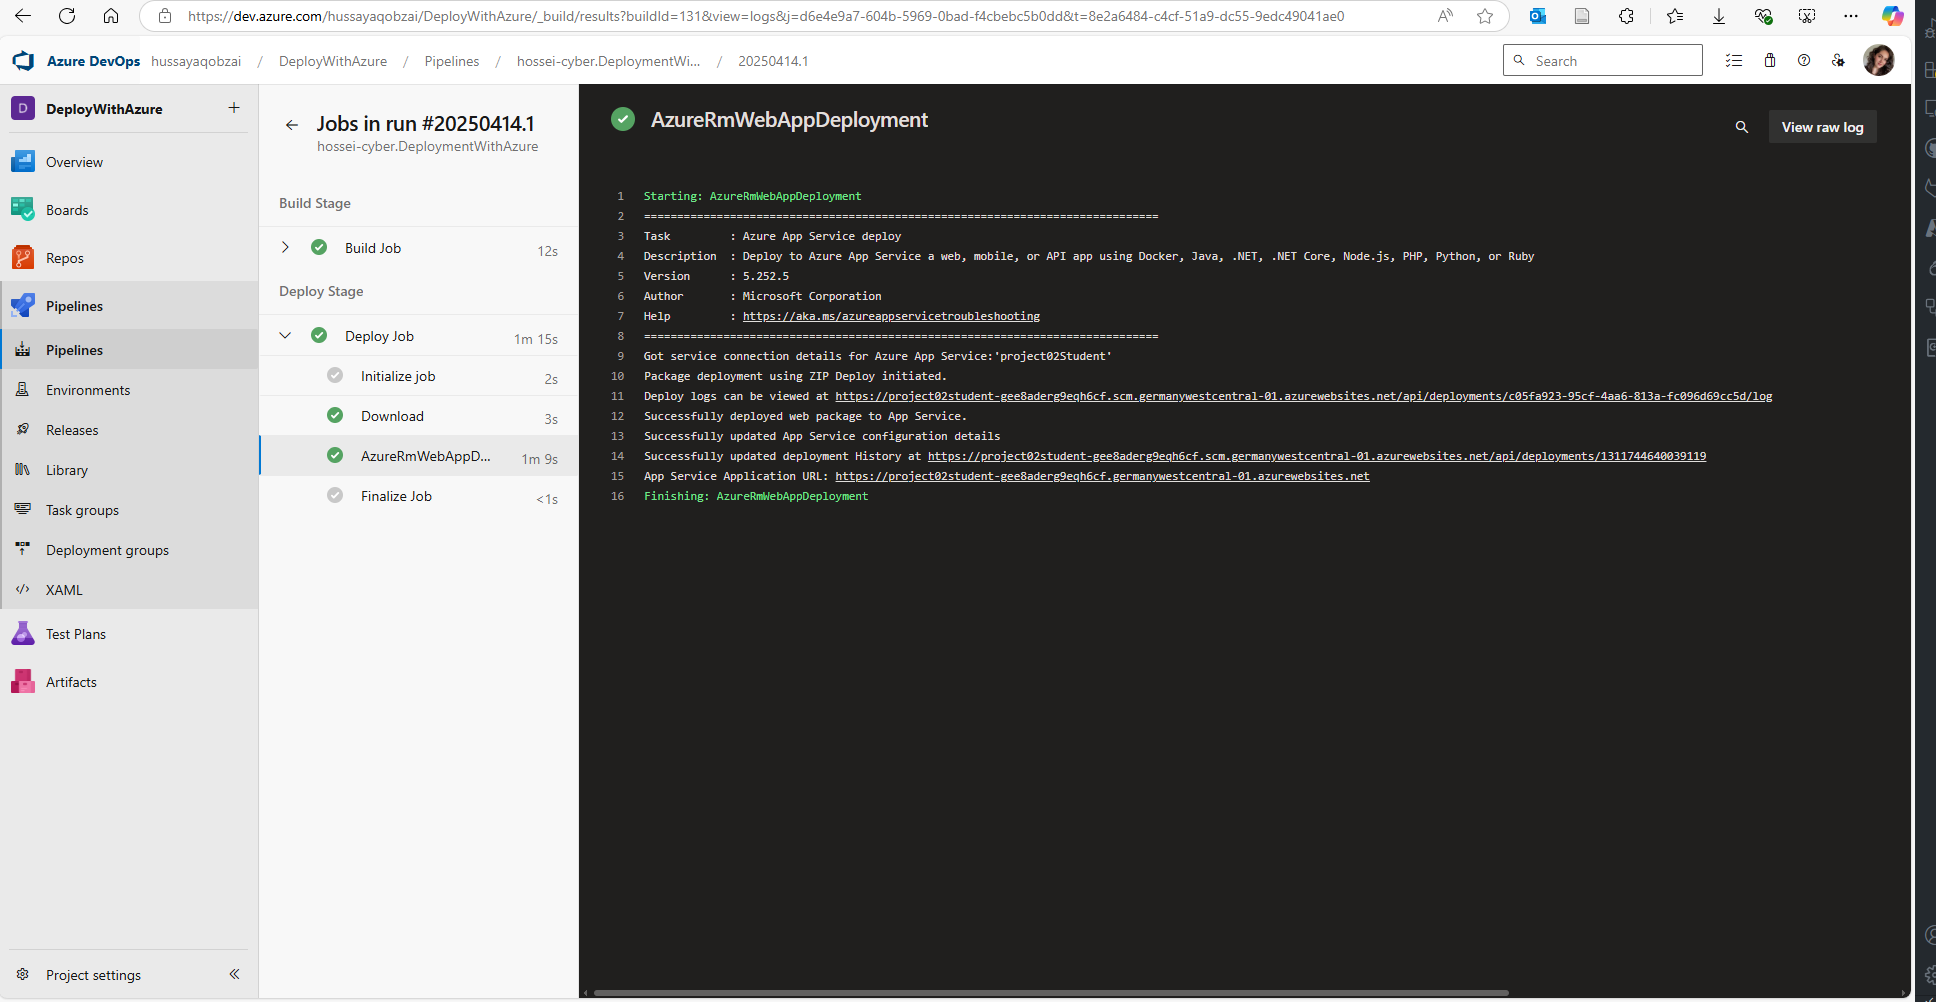 https://dev.azure.com/hussayaqobzai/DeployWithAzure/_build/results?buildId=131&view=logs&j=d6e4e9a7-604b-5969-0bad-f4cbebc5b0dd&t=8e2a6484-c4cf-51a9-dc55-9edc49041ae0
Azure DevOps hussayaqobzai / DeployWithAzure / Pipelines / hossei-cyber.DeploymentWi... / 20250414.1
Search
D DeployWithAzure +
Overview
Boards
Repos
Pipelines
Pipelines
Environments
Releases
Library
Task groups
Deployment groups
XAML
Test Plans
Artifacts
Project settings
Jobs in run #20250414.1
hossei-cyber.DeploymentWithAzure
Build Stage
Build Job 12s
Deploy Stage
Deploy Job 1m 15s
Initialize job 2s
Download 3s
AzureRmWebAppD... 1m 9s
Finalize Job <1s
AzureRmWebAppDeployment
View raw log
1 Starting: AzureRmWebAppDeployment
2 ==============================================================================
3 Task : Azure App Service deploy
4 Description : Deploy to Azure App Service a web, mobile, or API app using Docker, Java, .NET, .NET Core, Node.js, PHP, Python, or Ruby
5 Version : 5.252.5
6 Author : Microsoft Corporation
7 Help : https://aka.ms/azureappservicetroubleshooting
8 ==============================================================================
9 Got service connection details for Azure App Service:'project02Student'
10 Package deployment using ZIP Deploy initiated.
11 Deploy logs can be viewed at https://project02student-gee8aderg9eqh6cf.scm.germanywestcentral-01.azurewebsites.net/api/deployments/c05fa923-95cf-4aa6-813a-fc096d69cc5d/log
12 Successfully deployed web package to App Service.
13 Successfully updated App Service configuration details
14 Successfully updated deployment History at https://project02student-gee8aderg9eqh6cf.scm.germanywestcentral-01.azurewebsites.net/api/deployments/1311744640039119
15 App Service Application URL: https://project02student-gee8aderg9eqh6cf.germanywestcentral-01.azurewebsites.net
16 Finishing: AzureRmWebAppDeployment